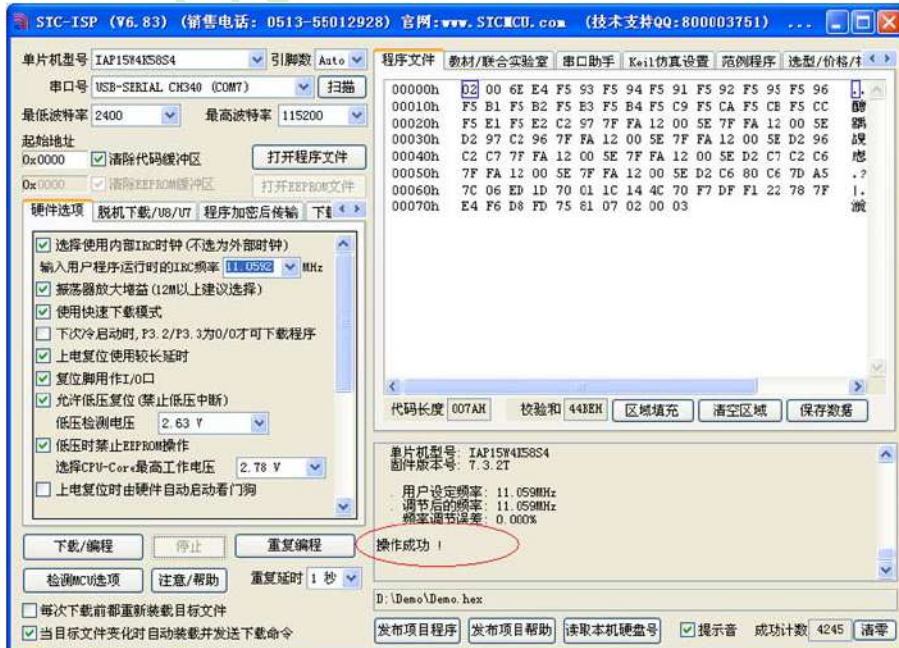 STC-ISP (V6.83) (销售电话: 0513-55012928) 官网:www.STCMCU.com (技术支持QQ:800003751) ...
单片机型号 IAP15W4K58S4 引脚数 Auto
串口号 USB-SERIAL CH340 (COM7) 扫描
最低波特率 2400 最高波特率 115200
起始地址
0x0000 清除代码缓冲区 打开程序文件
0x0000 清除EEPROM缓冲区 打开EEPROM文件
硬件选项 脱机下载/U8/U7 程序加密后传输
选择使用内部IRC时钟(不选为外部时钟)
输入用户程序运行时的IRC频率 11.0592 MHz
振荡器放大增益(12M以上建议选择)
使用快速下载模式
下次冷启动时,P3.2/P3.3为0/0才可下载程序
上电复位使用较长延时
复位脚用作I/O口
允许低压复位(禁止低压中断)
低压检测电压 2.63 V
低压时禁止EEPROM操作
选择CPU-Core最高工作电压 2.78 V
上电复位时由硬件自动启动看门狗
下载/编程 停止 重复编程
检测MCU选项 注意/帮助 重复延时 1 秒
每次下载前都重新装载目标文件
当目标文件变化时自动装载并发送下载命令
程序文件 教材/联合实验室 串口助手 Keil仿真设置 范例程序 选型/价格/
00000h 02 00 6E E4 F5 93 F5 94 F5 91 F5 92 F5 95 F5 96
00010h F5 B1 F5 B2 F5 B3 F5 B4 F5 C9 F5 CA F5 CB F5 CC
00020h F5 E1 F5 E2 C2 97 7F FA 12 00 5E 7F FA 12 00 5E
00030h D2 97 C2 96 7F FA 12 00 5E 7F FA 12 00 5E D2 96
00040h C2 C7 7F FA 12 00 5E 7F FA 12 00 5E D2 C7 C2 C6
00050h 7F FA 12 00 5E 7F FA 12 00 5E D2 C6 80 C6 7D A5
00060h 7C 06 ED 1D 70 01 1C 14 4C 70 F7 DF F1 22 78 7F
00070h E4 F6 D8 FD 75 81 07 02 00 03
代码长度 007AH 校验和 44BEH 区域填充 清空区域 保存数据
单片机型号: IAP15W4K58S4
固件版本号: 7.3.2T
. 用户设定频率: 11.059MHz
. 调节后的频率: 11.059MHz
频率调节误差: 0.000%
操作成功 !
D:\Demo\Demo.hex
发布项目程序 发布项目帮助 读取本机硬盘号 提示音 成功计数 4245 清零